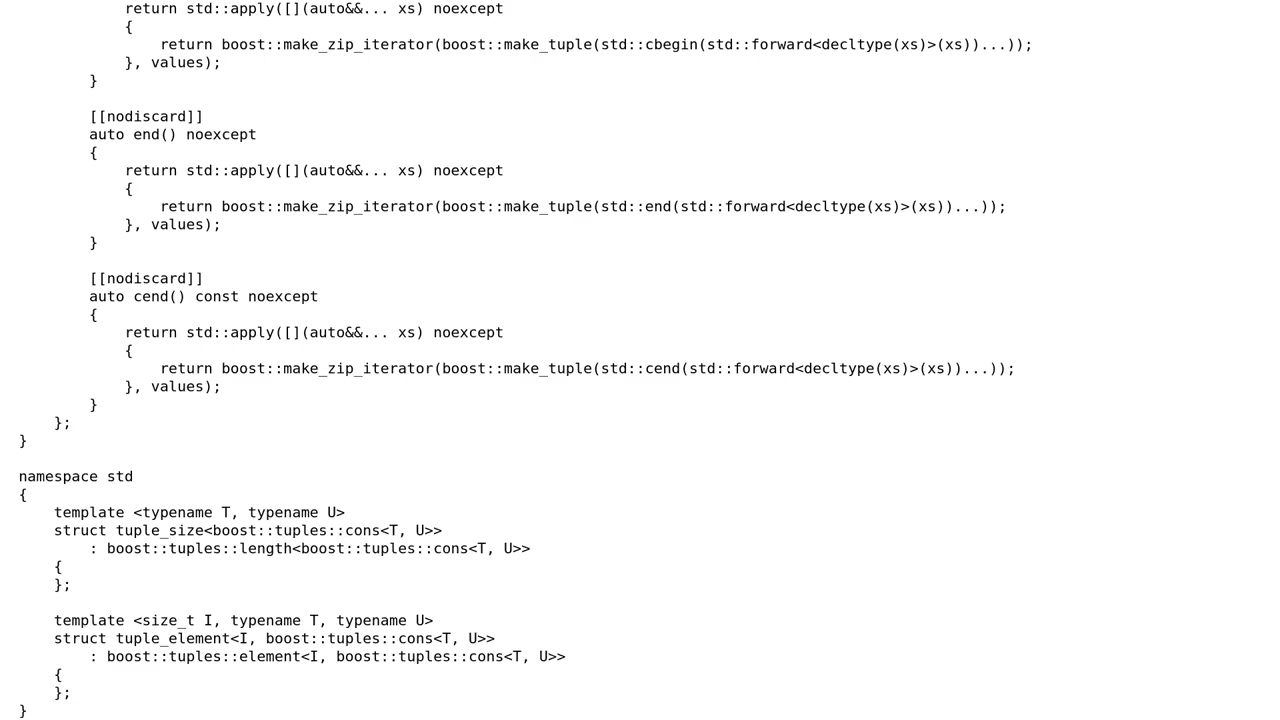 return std::apply([](auto&&... xs) noexcept
            {
                return boost::make_zip_iterator(boost::make_tuple(std::cbegin(std::forward<decltype(xs)>(xs))...));
            }, values);
        }

        [[nodiscard]]
        auto end() noexcept
        {
            return std::apply([](auto&&... xs) noexcept
            {
                return boost::make_zip_iterator(boost::make_tuple(std::end(std::forward<decltype(xs)>(xs))...));
            }, values);
        }

        [[nodiscard]]
        auto cend() const noexcept
        {
            return std::apply([](auto&&... xs) noexcept
            {
                return boost::make_zip_iterator(boost::make_tuple(std::cend(std::forward<decltype(xs)>(xs))...));
            }, values);
        }
    };
}

namespace std
{
    template <typename T, typename U>
    struct tuple_size<boost::tuples::cons<T, U>>
        : boost::tuples::length<boost::tuples::cons<T, U>>
    {
    };

    template <size_t I, typename T, typename U>
    struct tuple_element<I, boost::tuples::cons<T, U>>
        : boost::tuples::element<I, boost::tuples::cons<T, U>>
    {
    };
}